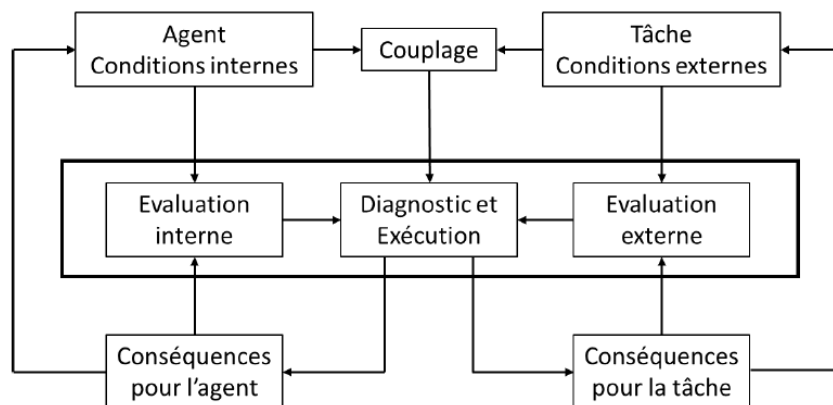 Agent
Conditions internes
Couplage
Tâche
Conditions externes
Evaluation
interne
Diagnostic et
Exécution
Evaluation
externe
Conséquences
pour l'agent
Conséquences
pour la tâche